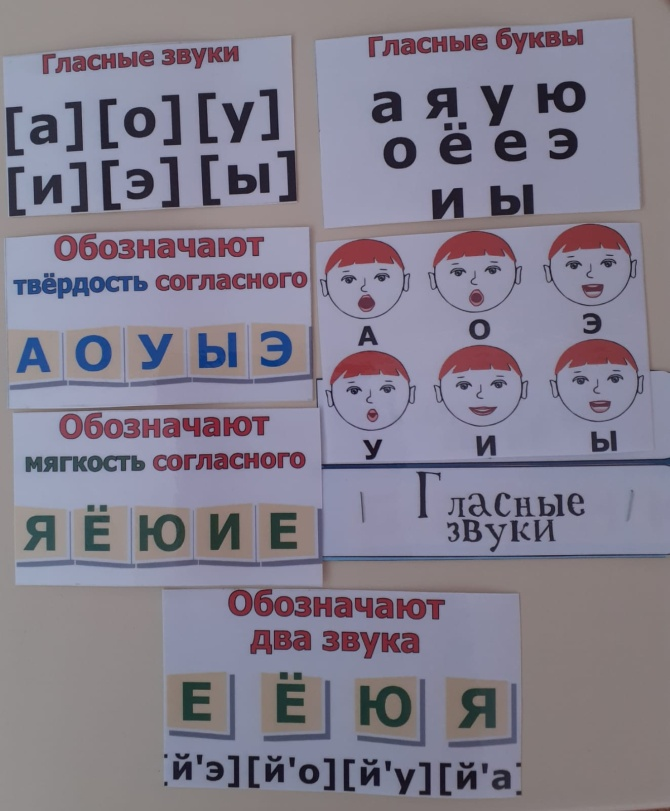 Гласные звуки
[а] [о] [у]
[и] [э] [ы]
Гласные буквы
а я у ю
о ё е э
и ы
Обозначают
твёрдость согласного
А О У Ы Э
А О Э
У И Ы
Обозначают
мягкость согласного
Я Ё Ю И Е
Гласные
звуки
Обозначают
два звука
Е Ё Ю Я
[й'э] [й'о] [й'у] [й'а]